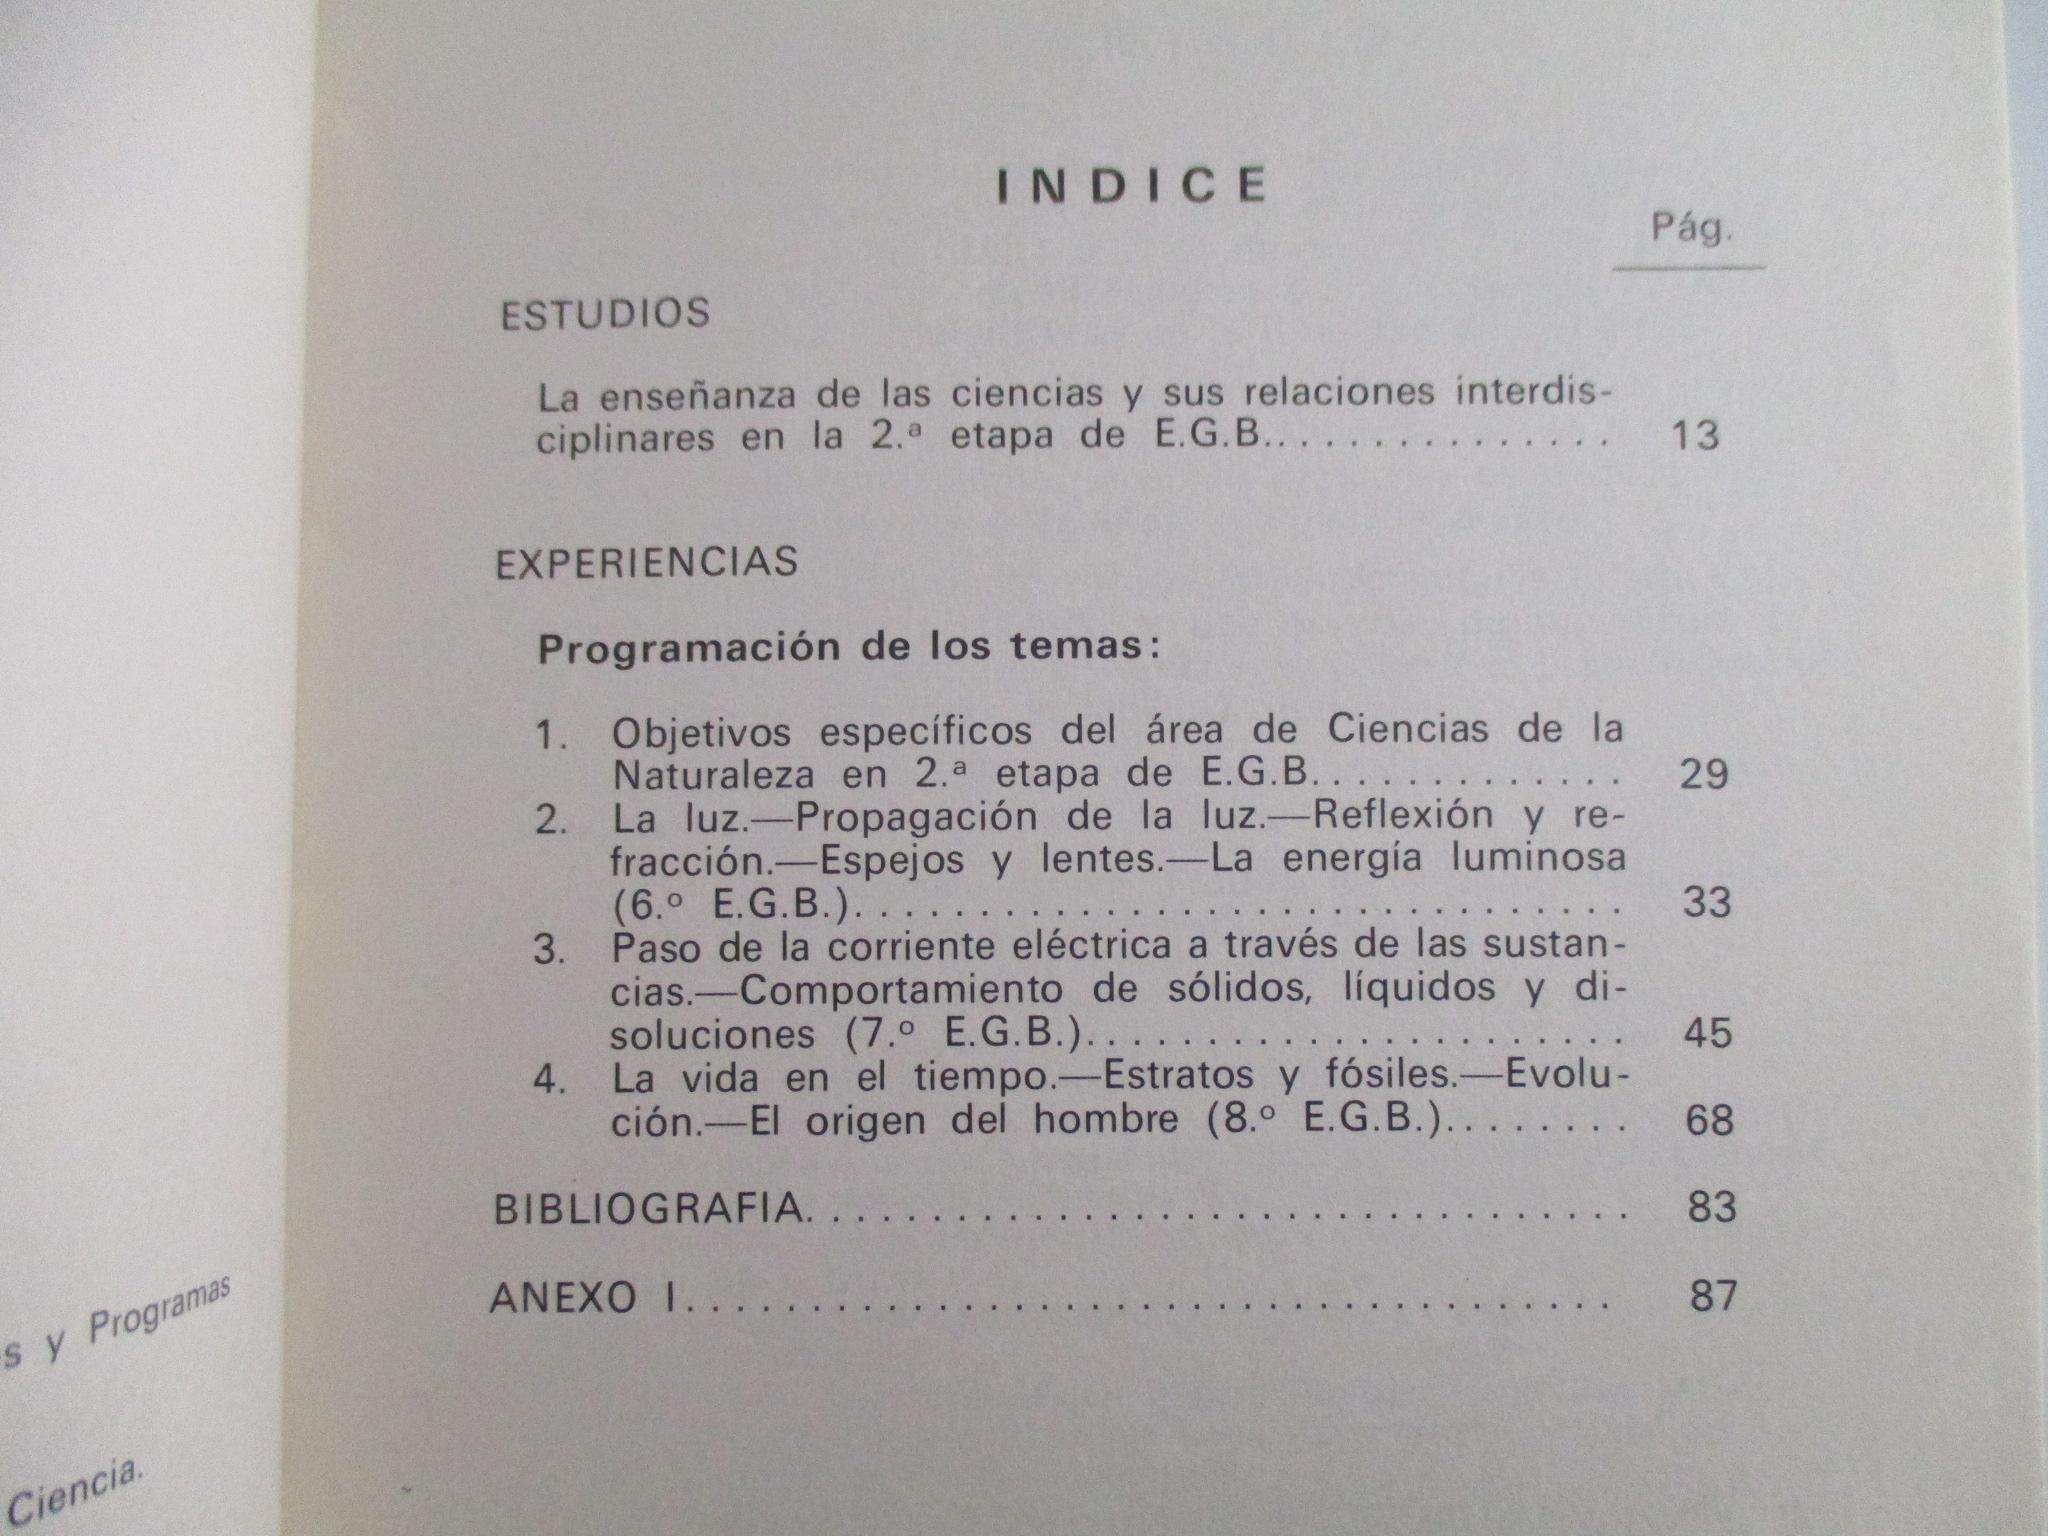 INDICE
Pág.
ESTUDIOS
La enseñanza de las ciencias y sus relaciones interdis-
ciplinares en la 2.ª etapa de E.G.B............... 13
EXPERIENCIAS
Programación de los temas:
1. Objetivos específicos del área de Ciencias de la
Naturaleza en 2.ª etapa de E.G.B............. 29
2. La luz.—Propagación de la luz.—Reflexión y re-
fracción.—Espejos y lentes.—La energía luminosa
(6.º E.G.B.)............................... 33
3. Paso de la corriente eléctrica a través de las sustan-
cias.—Comportamiento de sólidos, líquidos y di-
soluciones (7.º E.G.B.)...................... 45
4. La vida en el tiempo.—Estratos y fósiles.—Evolu-
ción.—El origen del hombre (8.º E.G.B.)........ 68
BIBLIOGRAFIA................................. 83
ANEXO I...................................... 87
y Programas
Ciencia.